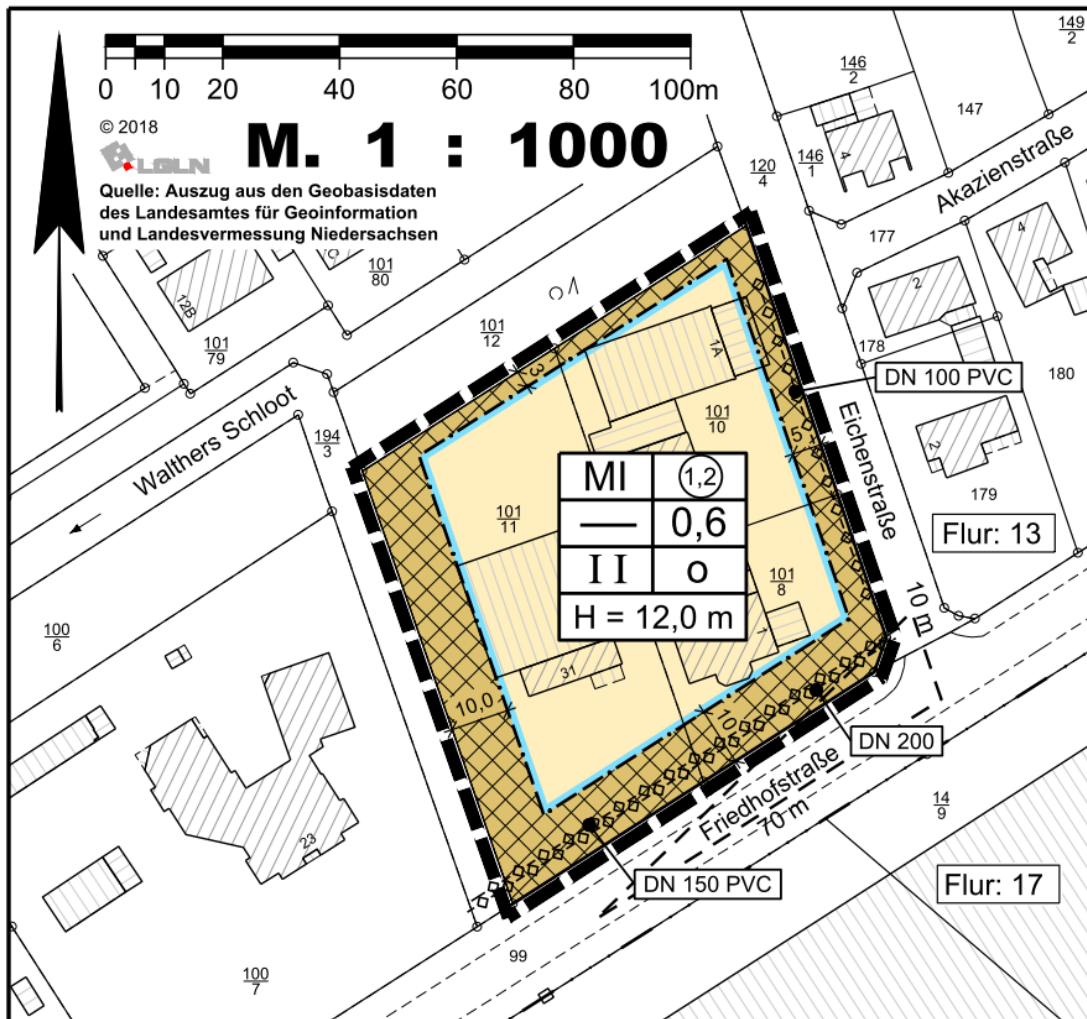 0 10 20 40 60 80 100m
© 2018
LGLN
M. 1 : 1000
Quelle: Auszug aus den Geobasisdaten
des Landesamtes für Geoinformation
und Landesvermessung Niedersachsen
149
2
146
2
147
146
1
120
4
4
Akazienstraße
177
4
2
178
180
101
80
12B
101
79
101
12
3
1A
DN 100 PVC
Walthers Schloot
194
3
101
10
5
Eichenstraße
2
179
Flur: 13
MI
1,2
—
0,6
II
o
H = 12,0 m
101
11
101
8
10 m
100
6
31
1
10,0
10
DN 200
Friedhofstraße
70 m
14
9
23
DN 150 PVC
Flur: 17
99
100
7